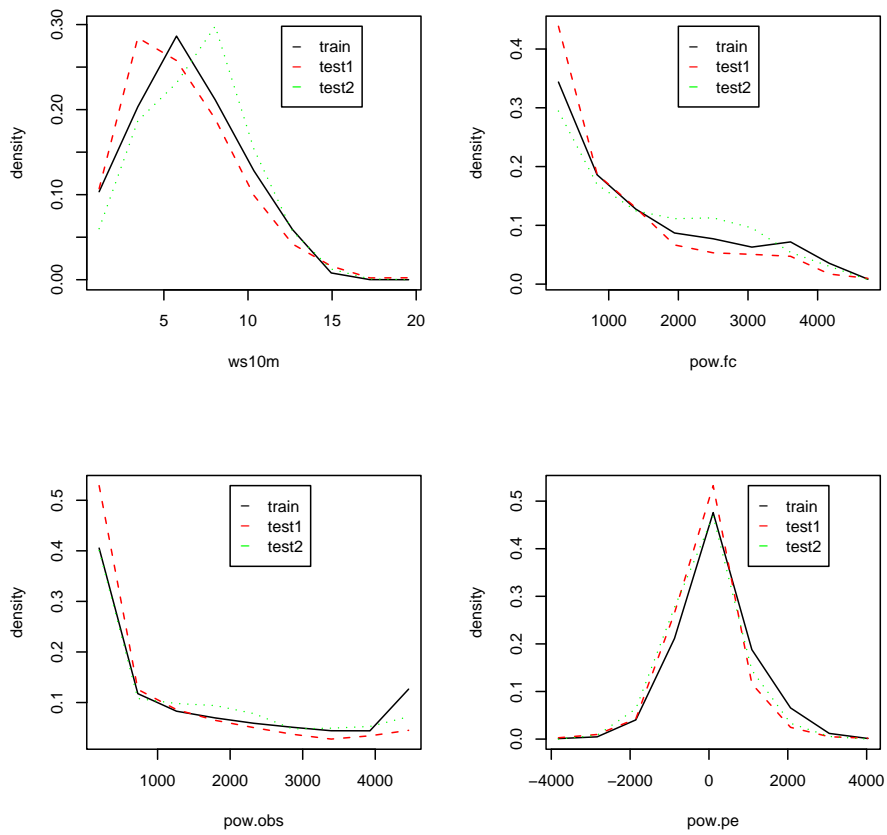 density
0.30
0.20
0.10
0.00
train
test1
test2
5
10
15
20
ws10m
density
0.4
0.3
0.2
0.1
0.0
train
test1
test2
1000
2000
3000
4000
pow.fc
density
0.5
0.4
0.3
0.2
0.1
train
test1
test2
1000
2000
3000
4000
pow.obs
density
0.5
0.4
0.3
0.2
0.1
0.0
train
test1
test2
−4000
−2000
0
2000
4000
pow.pe